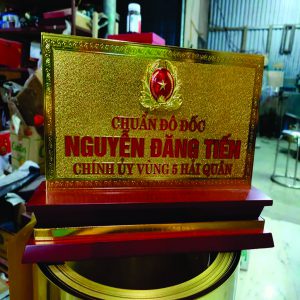 CHUẨN ĐÔ ĐỐC
NGUYỄN ĐĂNG TIẾN
CHÍNH ỦY VÙNG 5 HẢI QUÂN